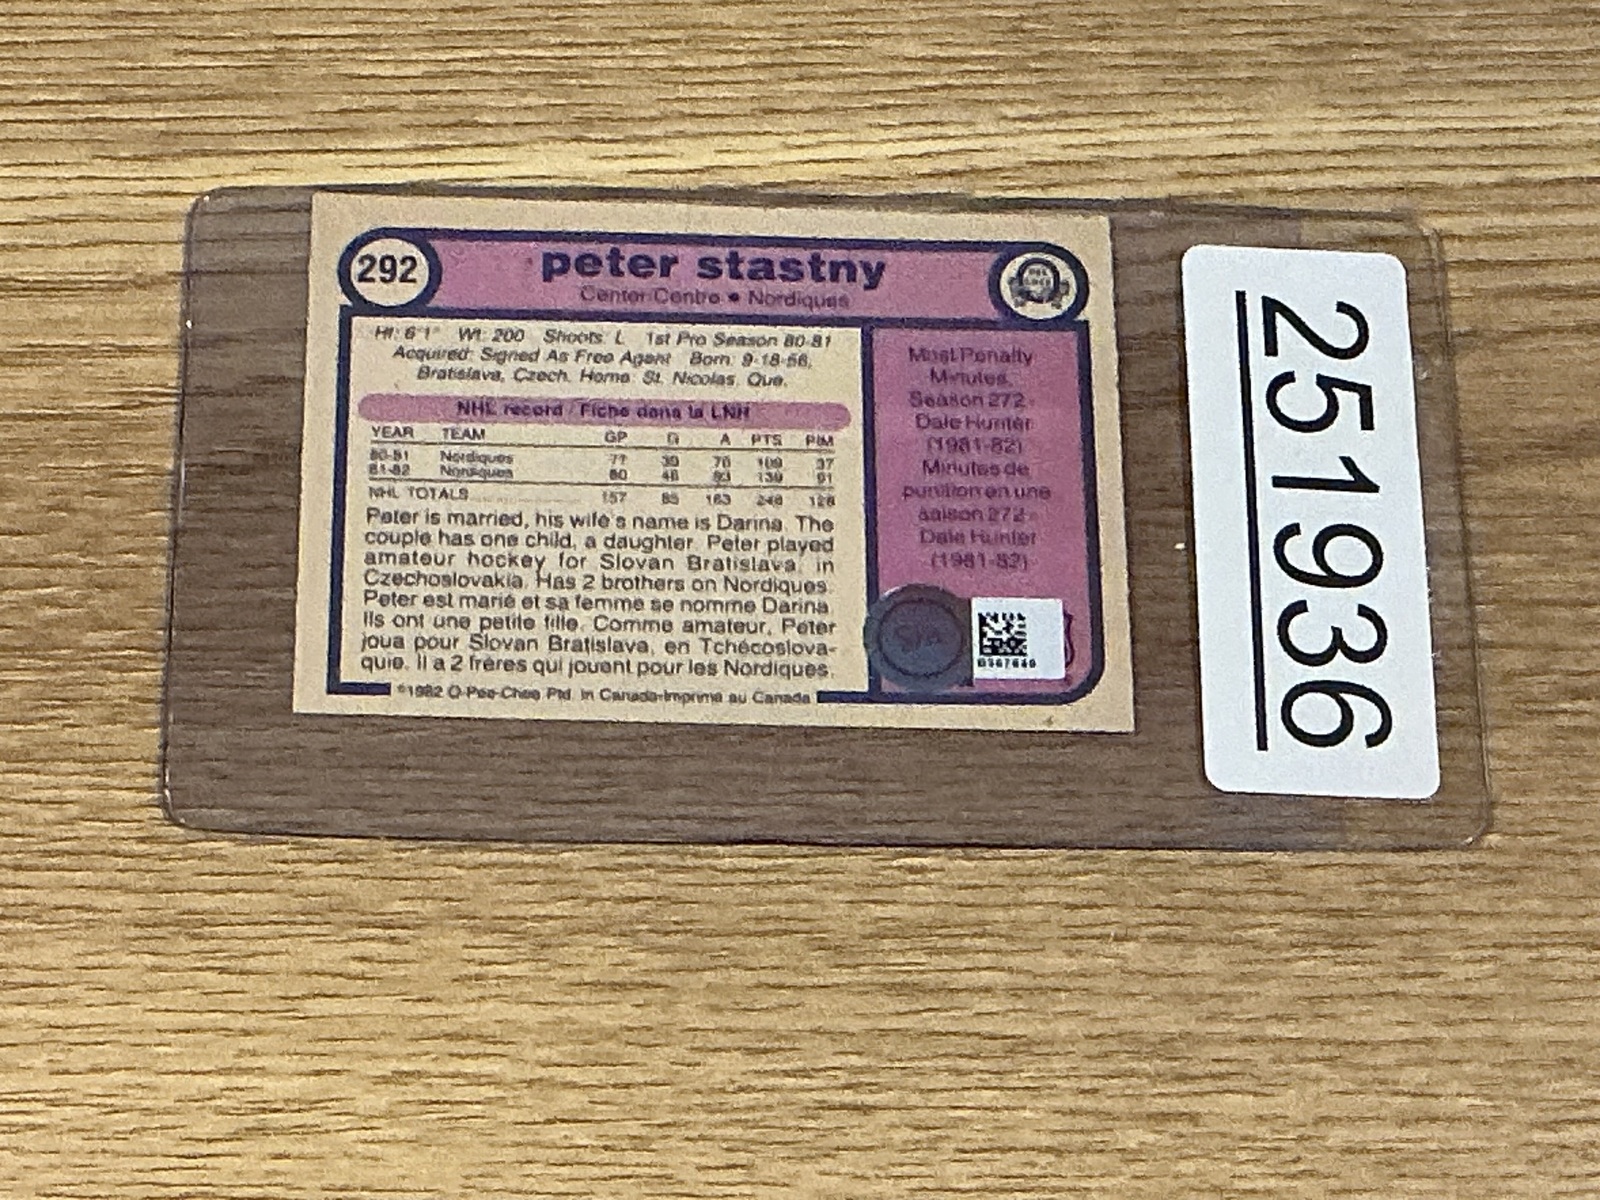 292
peter stastny
Center-Centre • Nordiques
Ht: 6'1" Wt: 200 Shoots: L 1st Pro Season 80-81
Acquired: Signed As Free Agent Born: 9-18-56,
Bratislava, Czech. Home: St. Nicolas, Que.
NHL record / Fiche dans la LNH
YEAR TEAM GP G A PTS PIM
80-81 Nordiques 77 39 70 109 37
81-82 Nordiques 80 46 93 139 91
NHL TOTALS 157 85 163 248 128
Peter is married, his wife's name is Darina. The
couple has one child, a daughter. Peter played
amateur hockey for Slovan Bratislava, in
Czechoslovakia. Has 2 brothers on Nordiques.
Peter est marié et sa femme se nomme Darina.
Ils ont une petite fille. Comme amateur, Peter
joua pour Slovan Bratislava, en Tchécoslova-
quie. Il a 2 frères qui jouent pour les Nordiques.
©1982 O-Pee-Chee Ptd. in Canada-Imprimé au Canada
Most Penalty
Minutes,
Season 272 -
Dale Hunter
(1981-82)
Minutes de
punition en une
saison 272 -
Dale Hunter
(1981-82)
251936